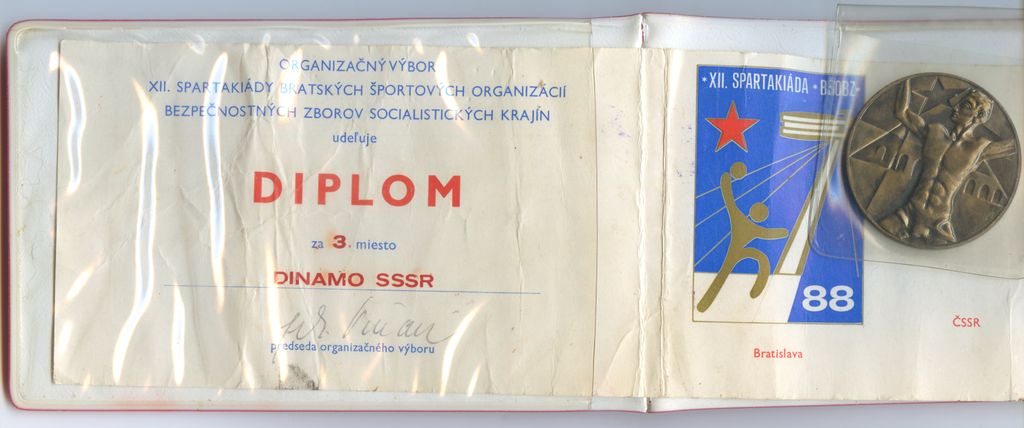 ORGANIZAČNÝ VÝBOR
XII. SPARTAKIÁDY BRATSKÝCH ŠPORTOVÝCH ORGANIZÁCIÍ
BEZPEČNOSTNÝCH ZBOROV SOCIALISTICKÝCH KRAJÍN
udeľuje
DIPLOM
za 3. miesto
DINAMO SSSR
predseda organizačného výboru
XII. SPARTAKIÁDA
88
Bratislava
ČSSR